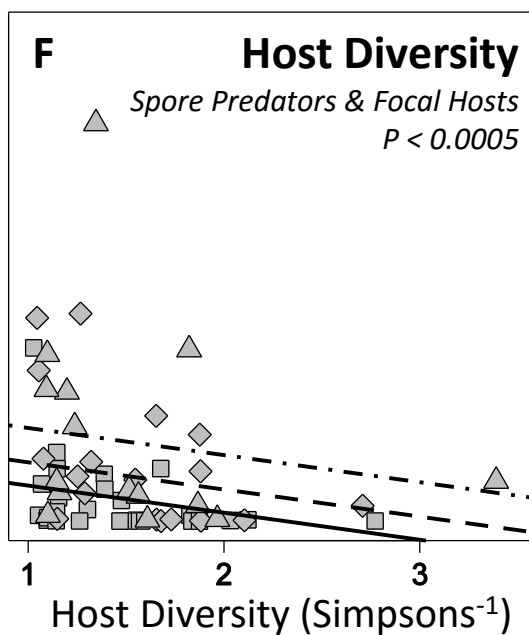 F
Host Diversity
Spore Predators & Focal Hosts
P < 0.0005
1 2 3
Host Diversity (Simpsons⁻¹)